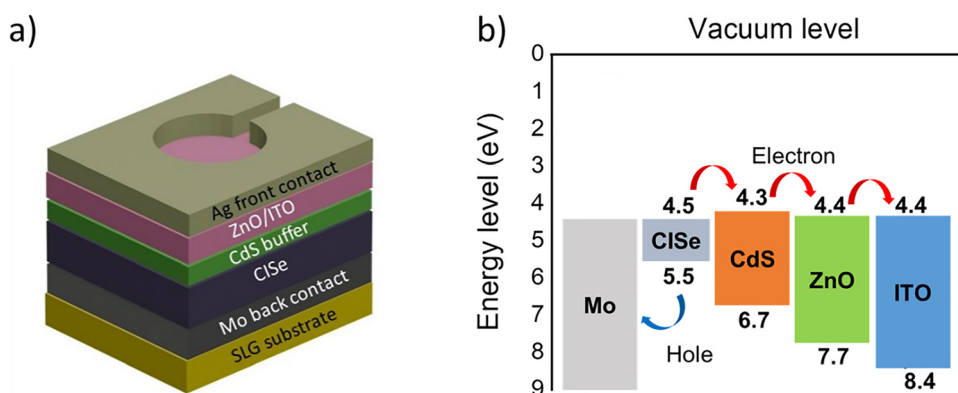 a)
Ag front contact
ZnO/ITO
CdS buffer
CISe
Mo back contact
SLG substrate
b)
Vacuum level
Energy level (eV)
0
1
2
3
4
5
6
7
8
9
Electron
4.5
4.3
4.4
4.4
Mo
CISe
CdS
ZnO
ITO
5.5
6.7
7.7
8.4
Hole